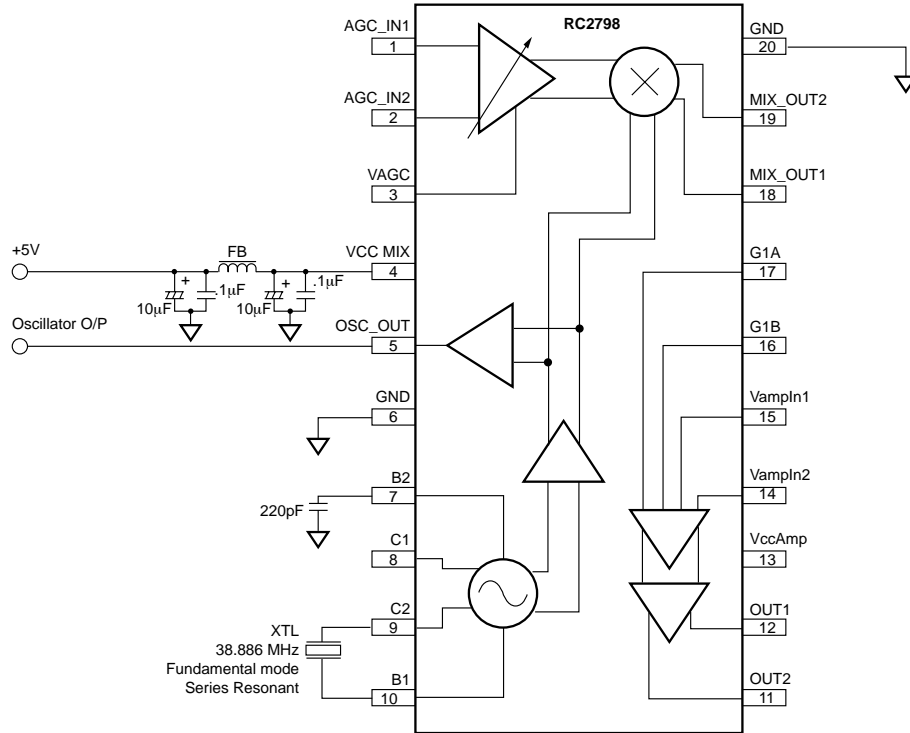 RC2798
AGC_IN1
1
AGC_IN2
2
VAGC
3
+5V
FB
VCC MIX
4
+
10μF
.1μF
+
10μF
.1μF
Oscillator O/P
OSC_OUT
5
GND
6
B2
7
220pF
C1
8
C2
9
XTL
38.886 MHz
Fundamental mode
Series Resonant
B1
10
GND
20
MIX_OUT2
19
MIX_OUT1
18
G1A
17
G1B
16
VampIn1
15
VampIn2
14
VccAmp
13
OUT1
12
OUT2
11